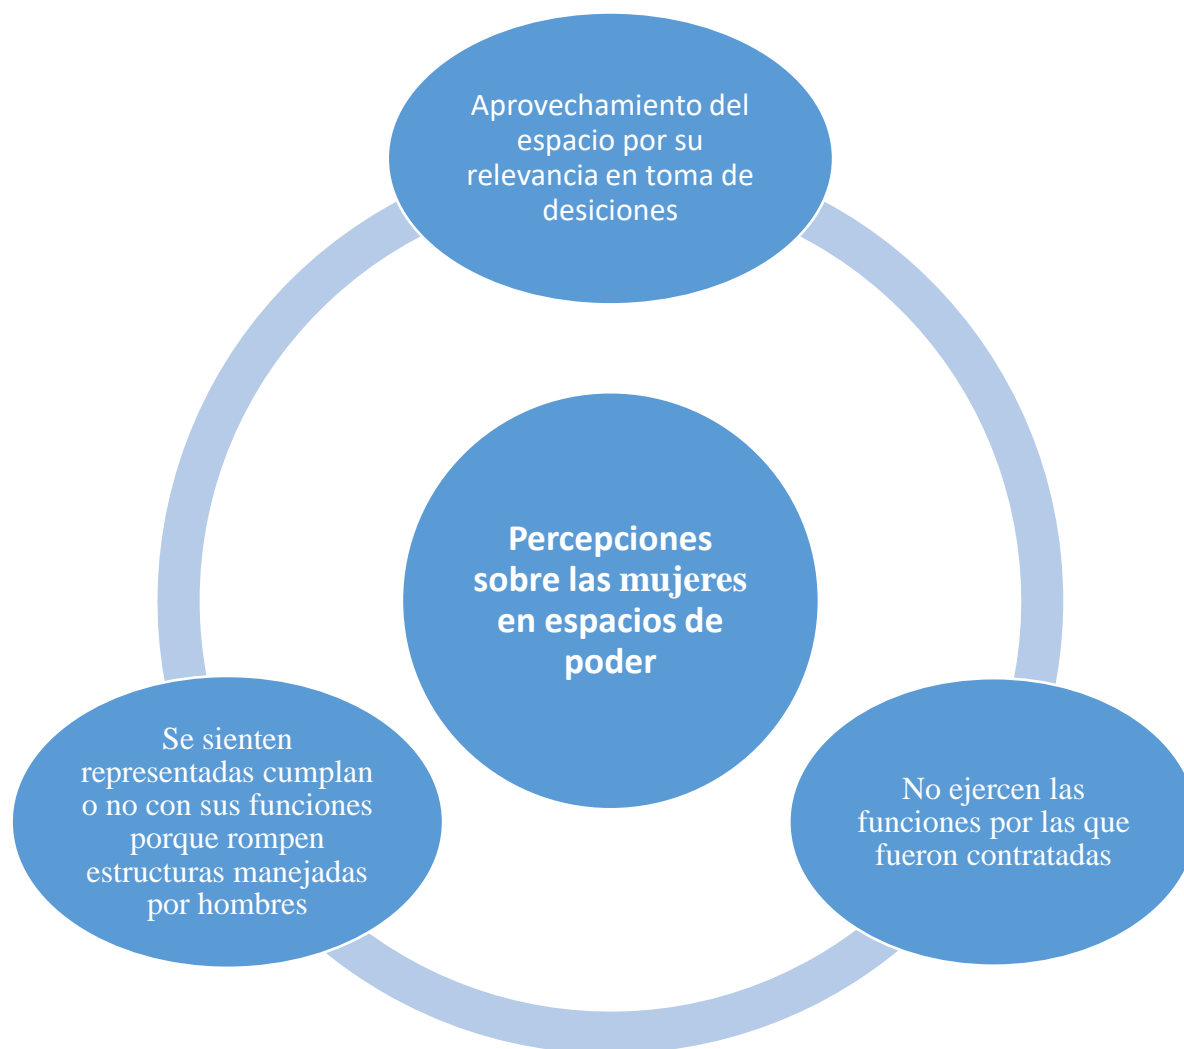 Aprovechamiento del
espacio por su
relevancia en toma de
desiciones
Percepciones
sobre las mujeres
en espacios de
poder
Se sienten
representadas cumplan
o no con sus funciones
porque rompen
estructuras manejadas
por hombres
No ejercen las
funciones por las que
fueron contratadas